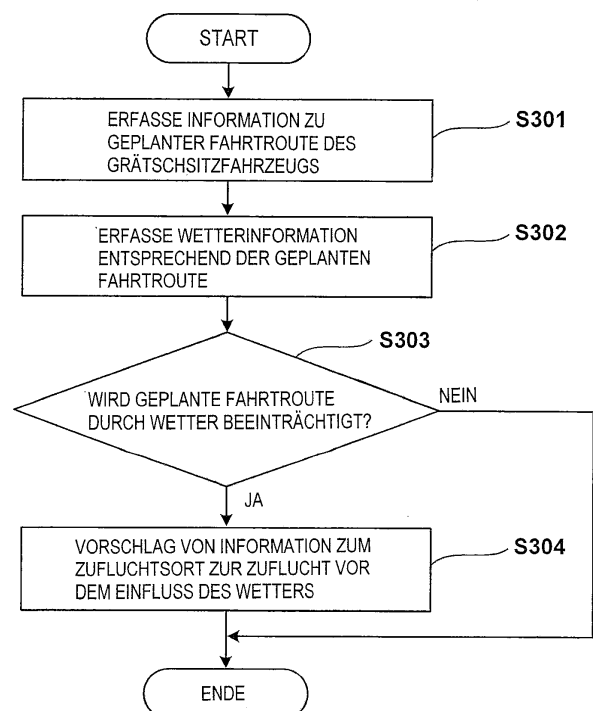 START
ERFASSE INFORMATION ZU
GEPLANTER FAHRTROUTE DES
GRÄTSCHSITZFAHRZEUGS
S301
ERFASSE WETTERINFORMATION
ENTSPRECHEND DER GEPLANTEN
FAHRTROUTE
S302
S303
WIRD GEPLANTE FAHRTROUTE
DURCH WETTER BEEINTRÄCHTIGT?
NEIN
JA
VORSCHLAG VON INFORMATION ZUM
ZUFLUCHTSORT ZUR ZUFLUCHT VOR
DEM EINFLUSS DES WETTERS
S304
ENDE